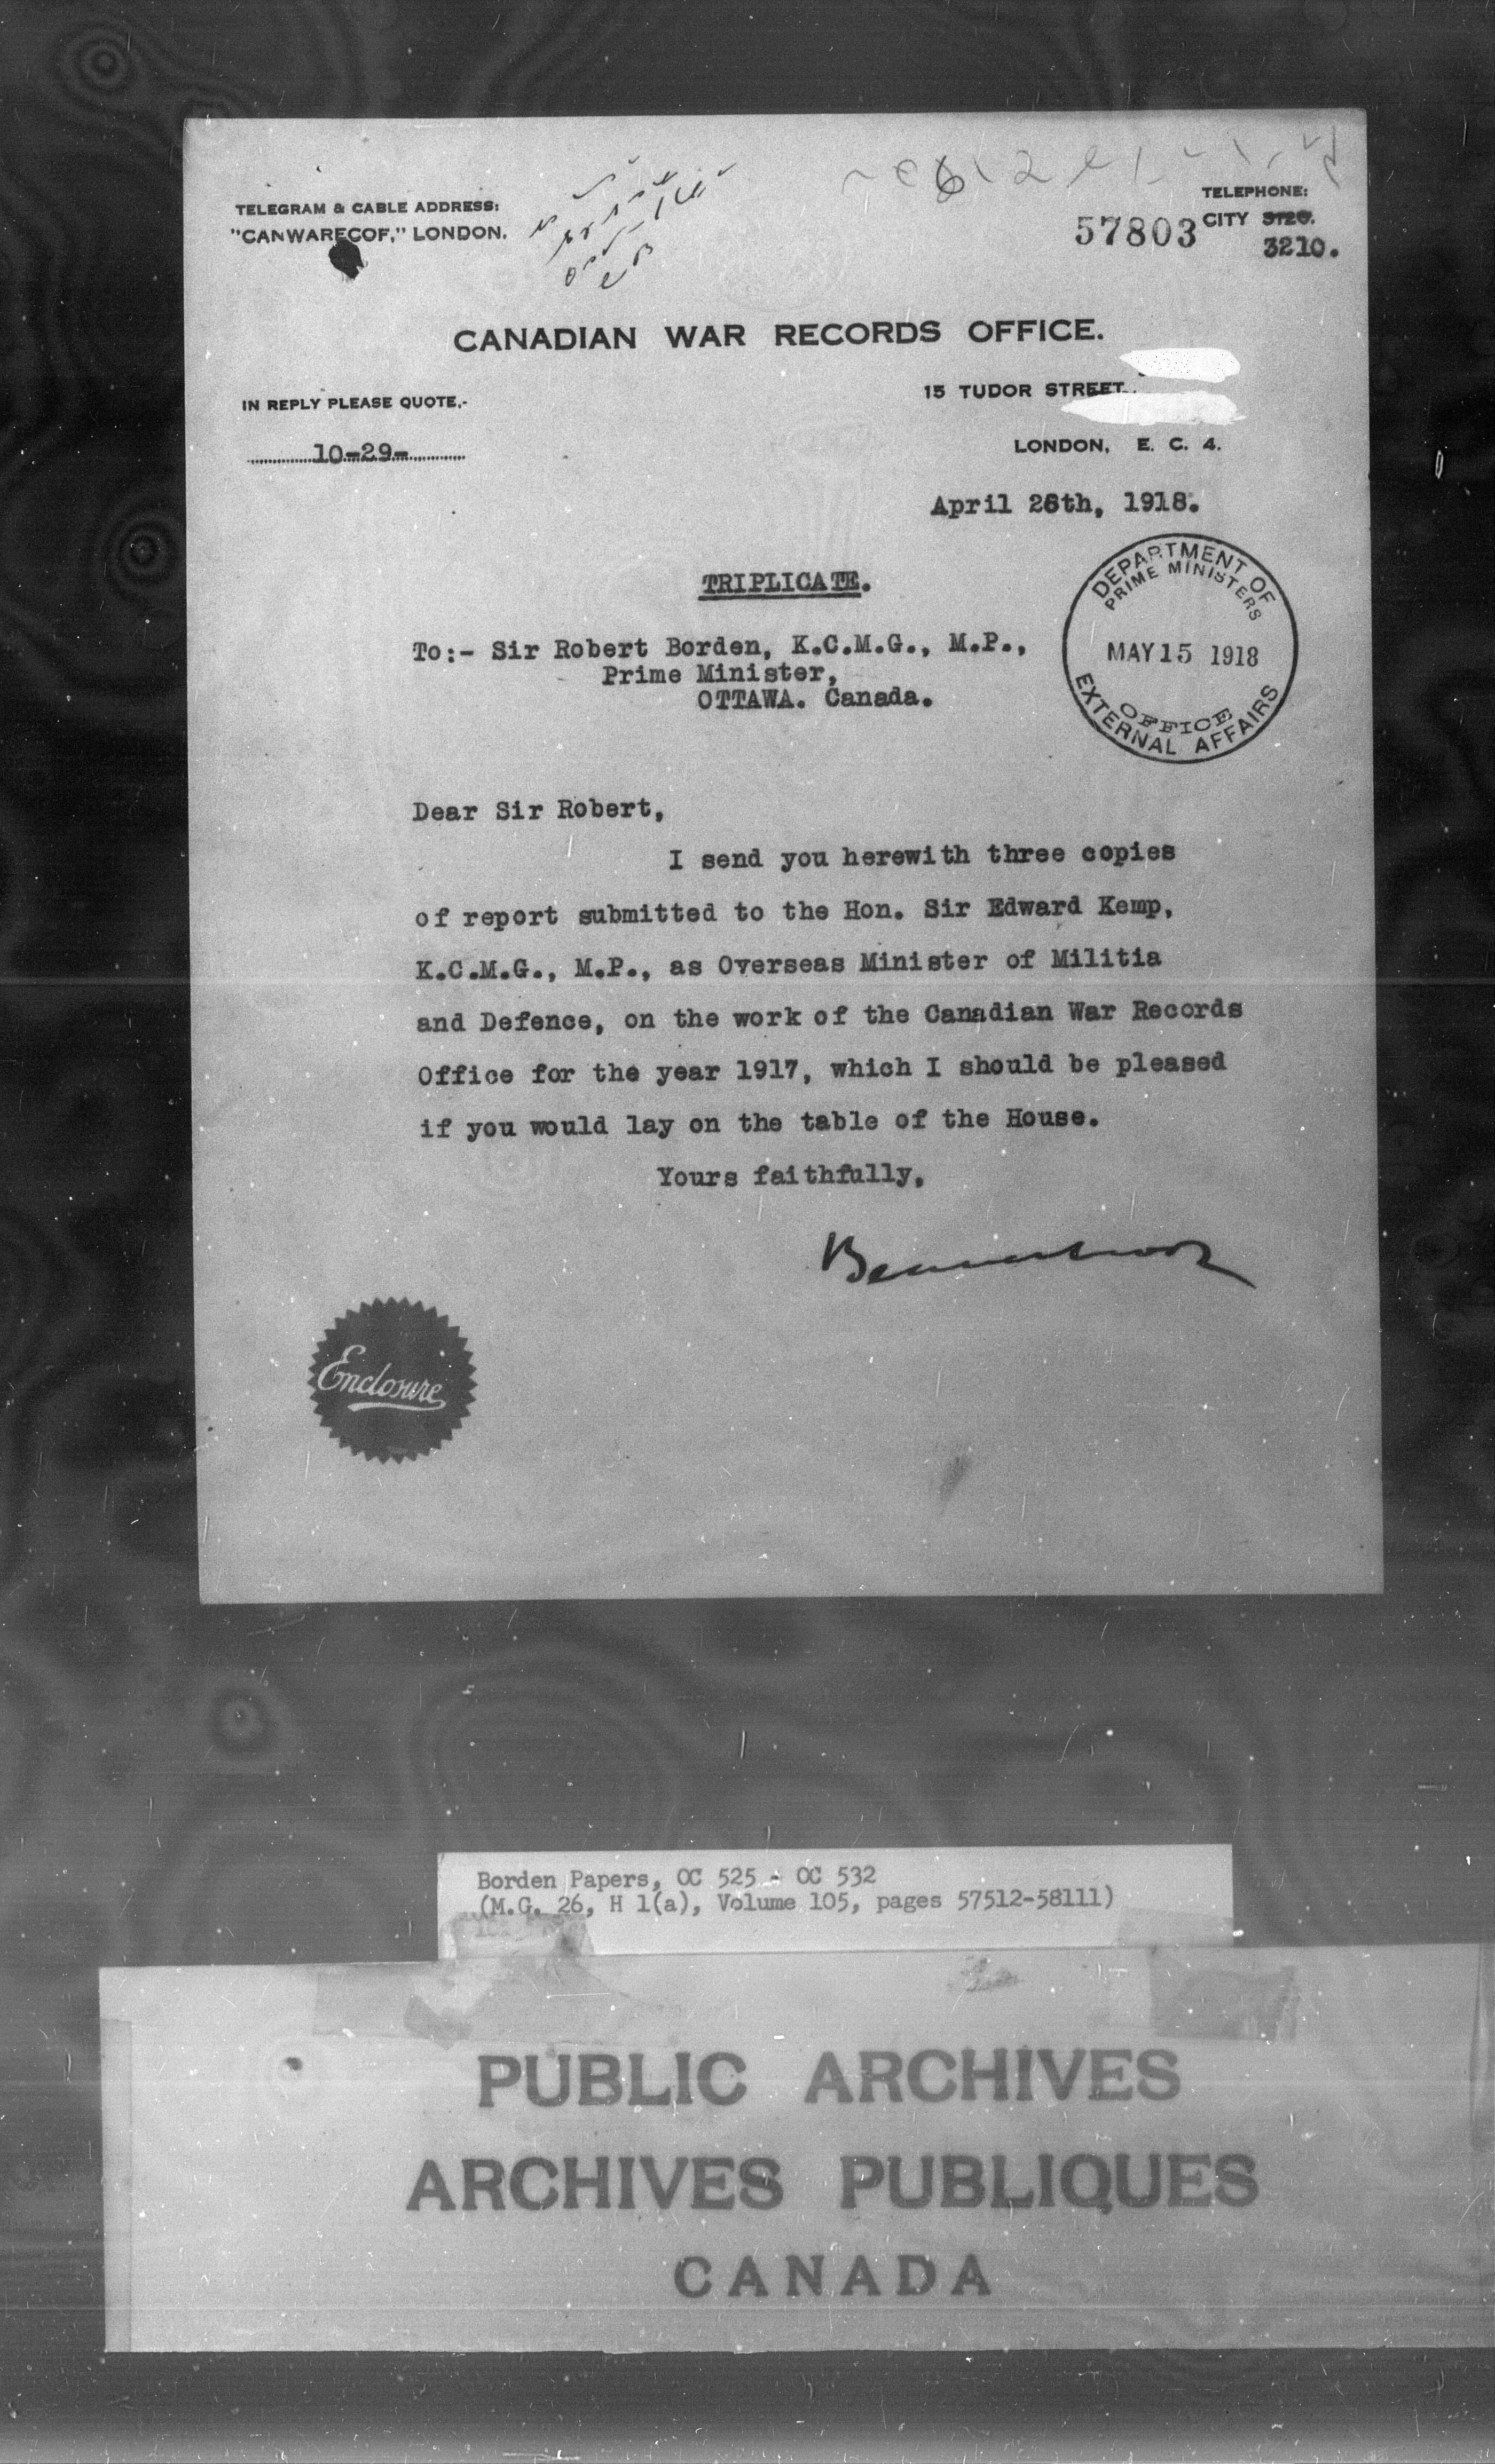 TELEGRAM & CABLE ADDRESS:
"CANWARECOF," LONDON.
TELEPHONE:
57803
CITY 3120.
3210.
CANADIAN WAR RECORDS OFFICE.
IN REPLY PLEASE QUOTE,-
10-29-
15 TUDOR STREET
LONDON, E. C. 4.
April 26th, 1918.
TRIPLICATE.
DEPARTMENT OF
PRIME MINISTERS
MAY 15 1918
OFFICE
EXTERNAL AFFAIRS
To:- Sir Robert Borden, K.C.M.G., M.P.,
Prime Minister,
OTTAWA. Canada.
Dear Sir Robert,
I send you herewith three copies
of report submitted to the Hon. Sir Edward Kemp,
K.C.M.G., M.P., as Overseas Minister of Militia
and Defence, on the work of the Canadian War Records
Office for the year 1917, which I should be pleased
if you would lay on the table of the House.
Yours faithfully,
Beaverbrook
Enclosure
Borden Papers, OC 525 - OC 532
(M.G. 26, H 1(a), Volume 105, pages 57512-58111)
PUBLIC ARCHIVES
ARCHIVES PUBLIQUES
CANADA